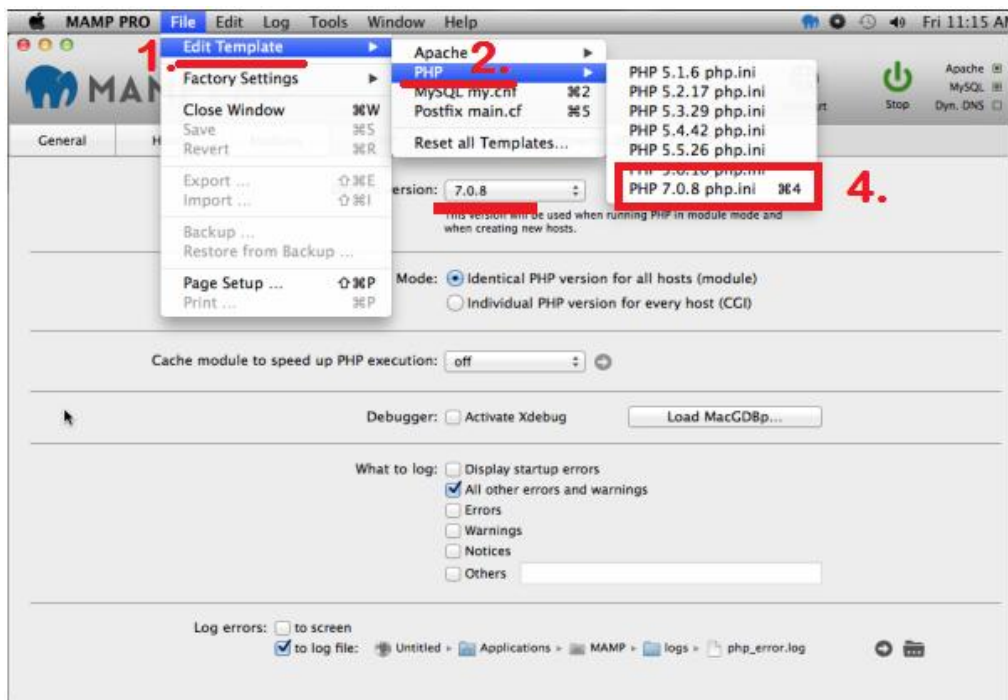 MAMP PRO File Edit Log Tools Window Help Fri 11:15 AM
1. Edit Template
2.
Apache
PHP
MySQL my.cnf ⌘2
Postfix main.cf ⌘5
Reset all Templates...
PHP 5.1.6 php.ini
PHP 5.2.17 php.ini
PHP 5.3.29 php.ini
PHP 5.4.42 php.ini
PHP 5.5.26 php.ini
PHP 7.0.8 php.ini ⌘4
4.
Factory Settings
Close Window ⌘W
Save ⌘S
Revert ⌘R
Export ... ⇧⌘E
Import ... ⇧⌘I
Backup ...
Restore from Backup ...
Page Setup ... ⇧⌘P
Print ... ⌘P
MAM
Stop
Apache
MySQL
Dyn. DNS
General H
ersion: 7.0.8
This version will be used when running PHP in module mode and
when creating new hosts.
Mode: Identical PHP version for all hosts (module)
Individual PHP version for every host (CGI)
Cache module to speed up PHP execution: off
Debugger: Activate Xdebug Load MacGDBp...
What to log: Display startup errors
All other errors and warnings
Errors
Warnings
Notices
Others
Log errors: to screen
to log file: Untitled ▸ Applications ▸ MAMP ▸ logs ▸ php_error.log